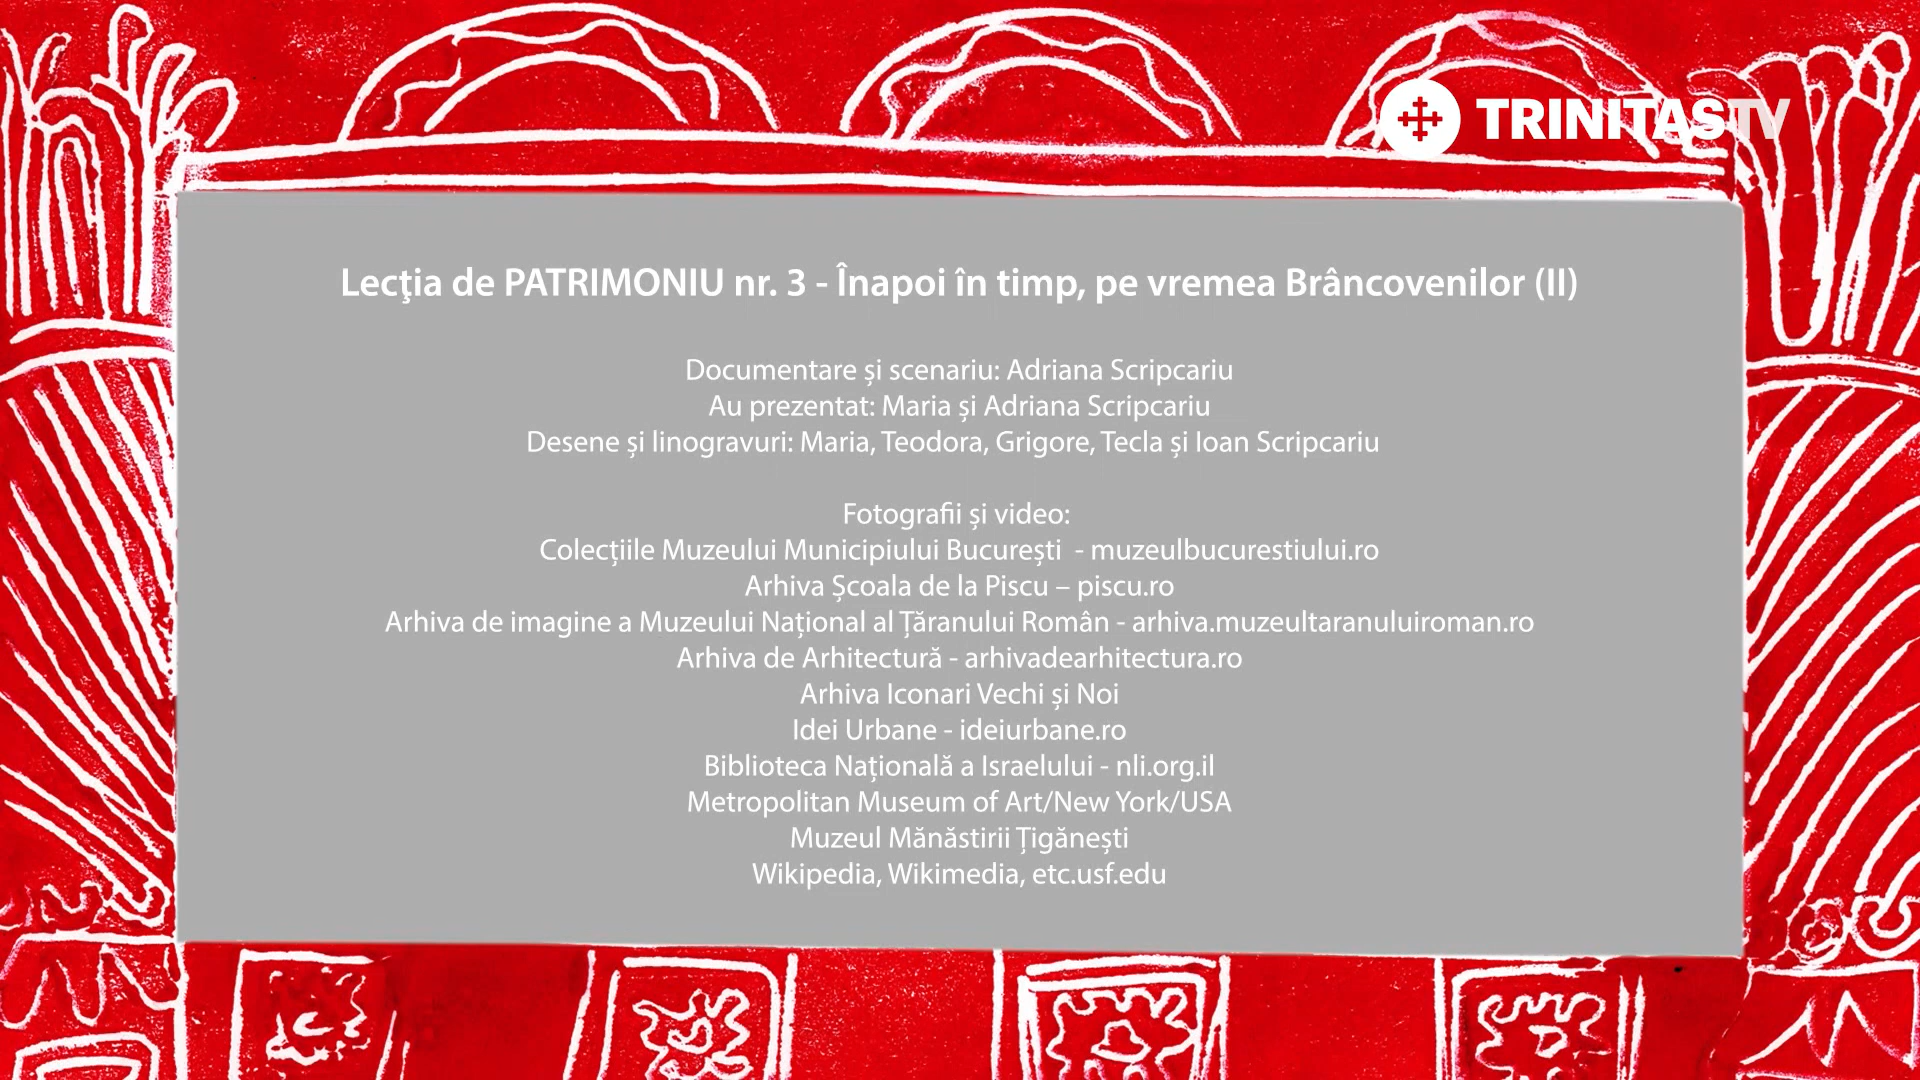 TRINITAS TV
Lecţia de PATRIMONIU nr. 3 - Înapoi în timp, pe vremea Brâncovenilor (II)
Documentare și scenariu: Adriana Scripcariu
Au prezentat: Maria și Adriana Scripcariu
Desene și linogravuri: Maria, Teodora, Grigore, Tecla și Ioan Scripcariu
Fotografii și video:
Colecțiile Muzeului Municipiului București - muzeulbucurestiului.ro
Arhiva Școala de la Piscu – piscu.ro
Arhiva de imagine a Muzeului Național al Țăranului Român - arhiva.muzeultaranuluiroman.ro
Arhiva de Arhitectură - arhivadearhitectura.ro
Arhiva Iconari Vechi și Noi
Idei Urbane - ideiurbane.ro
Biblioteca Națională a Israelului - nli.org.il
Metropolitan Museum of Art/New York/USA
Muzeul Mănăstirii Țigănești
Wikipedia, Wikimedia, etc.usf.edu